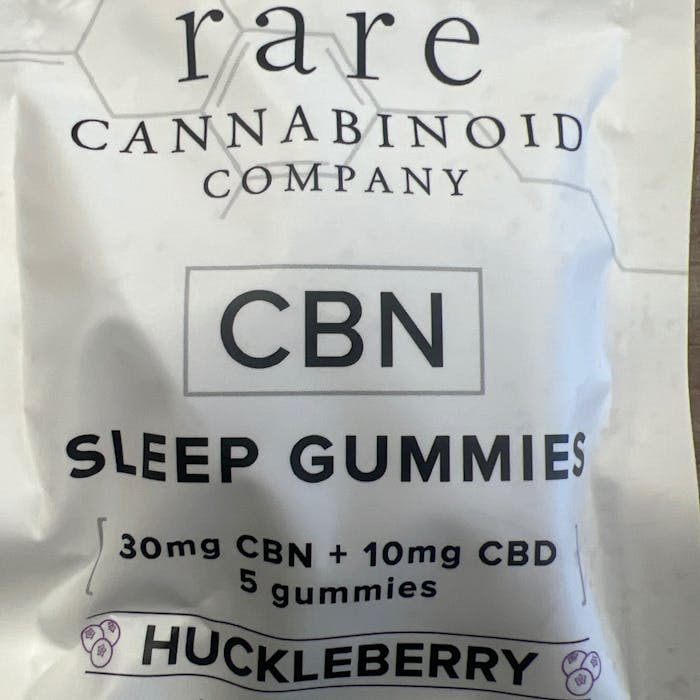 rare
CANNABINOID
COMPANY
CBN
SLEEP GUMMIES
30mg CBN + 10mg CBD
5 gummies
HUCKLEBERRY